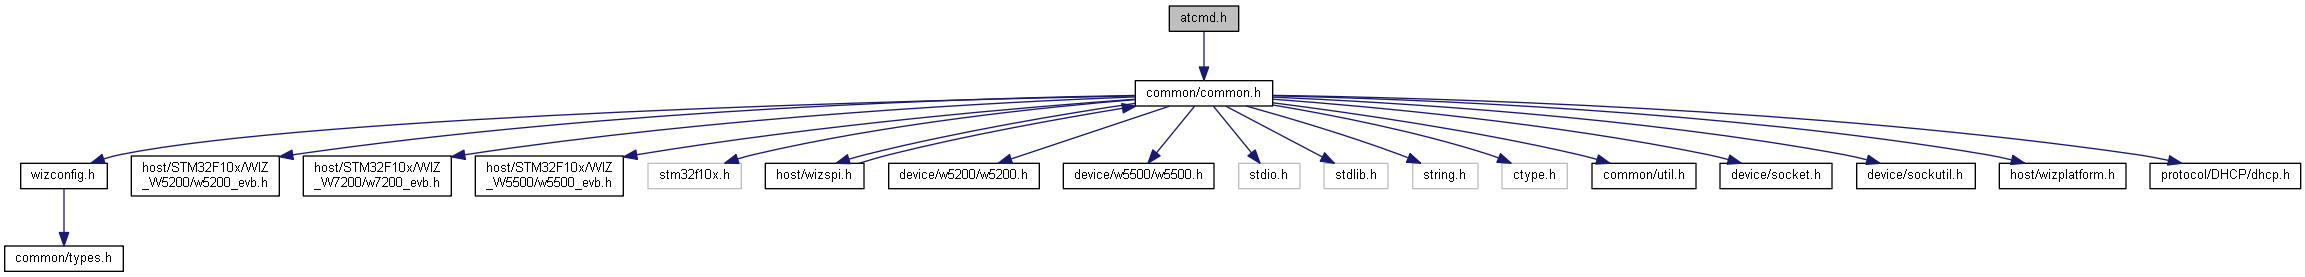 atcmd.h
common/common.h
wizconfig.h
host/STM32F10x/WIZ
_W5200/w5200_evb.h
host/STM32F10x/WIZ
_W7200/w7200_evb.h
host/STM32F10x/WIZ
_W5500/w5500_evb.h
stm32f10x.h
host/wizspi.h
device/w5200/w5200.h
device/w5500/w5500.h
stdio.h
stdlib.h
string.h
ctype.h
common/util.h
device/socket.h
device/sockutil.h
host/wizplatform.h
protocol/DHCP/dhcp.h
common/types.h